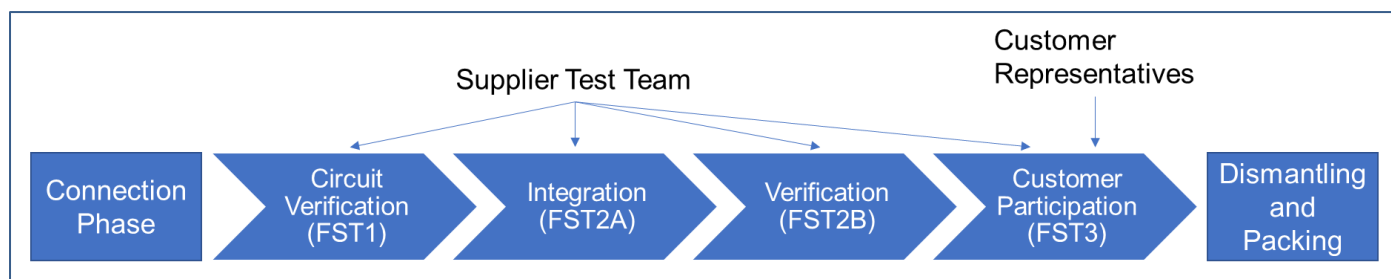 Supplier Test Team
Customer
Representatives
Connection
Phase
Circuit
Verification
(FST1)
Integration
(FST2A)
Verification
(FST2B)
Customer
Participation
(FST3)
Dismantling
and
Packing